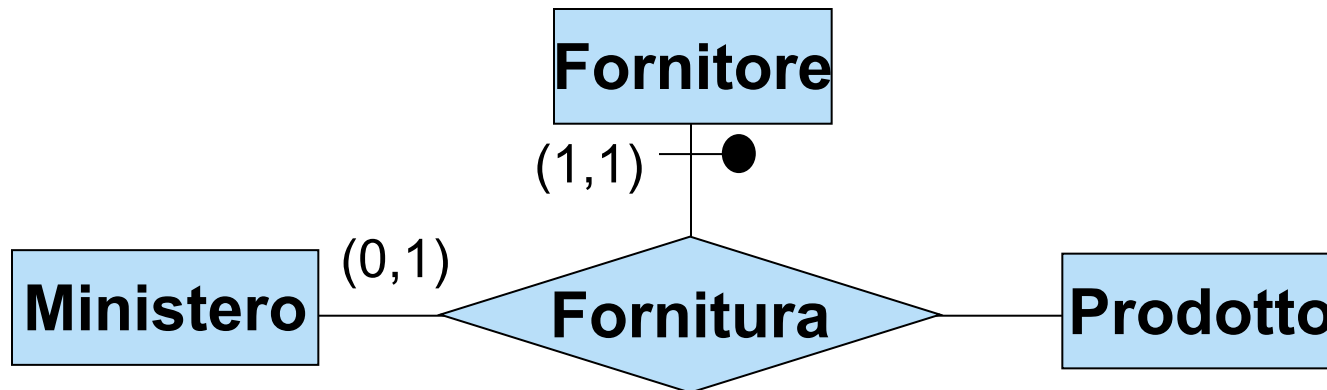 Fornitore
(1,1)
(0,1)
Ministero
Fornitura
Prodotto